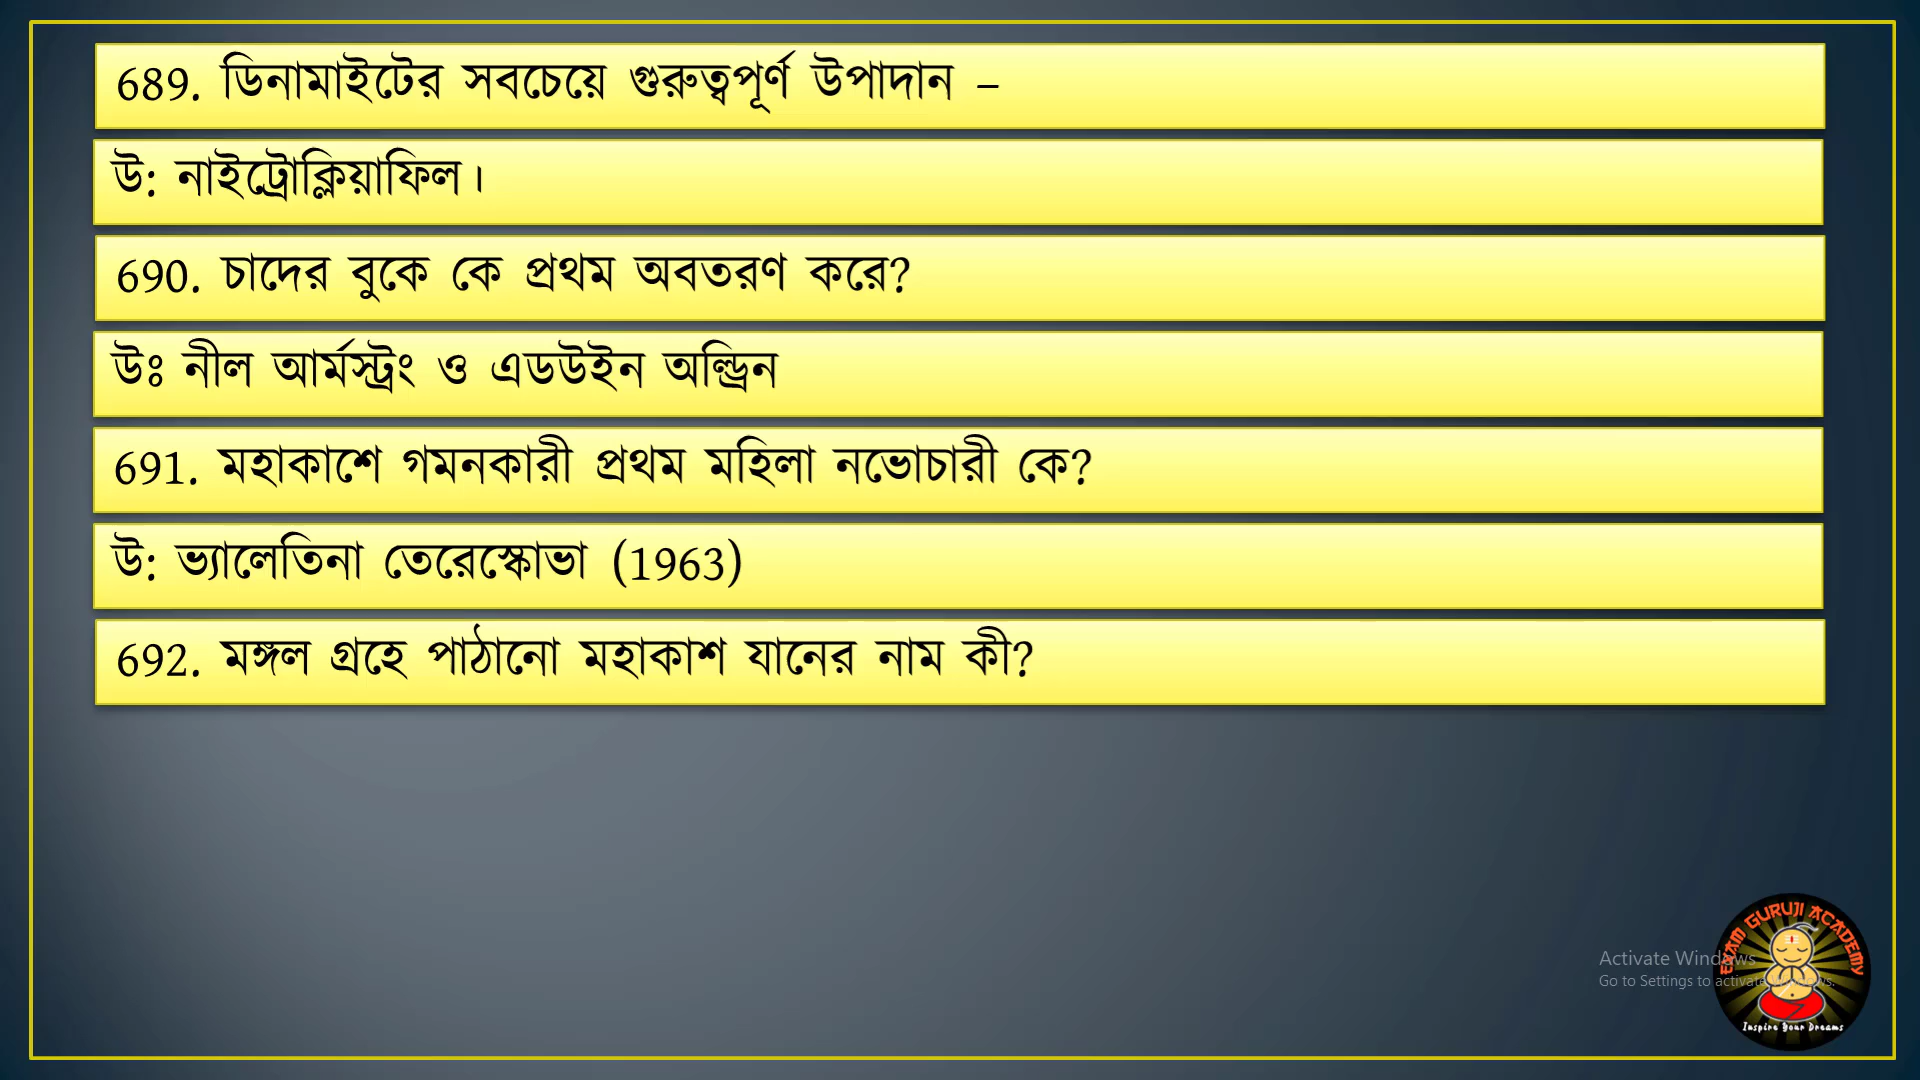 689. ডিনামাইটের সবচেয়ে গুরুত্বপূর্ণ উপাদান –
উ: নাইট্রোক্লিয়াফিল।
690. চাদের বুকে কে প্রথম অবতরণ করে?
উঃ নীল আর্মস্ট্রং ও এডউইন অল্ড্রিন
691. মহাকাশে গমনকারী প্রথম মহিলা নভোচারী কে?
উ: ভ্যালেতিনা তেরেস্কোভা (1963)
692. মঙ্গল গ্রহে পাঠানো মহাকাশ যানের নাম কী?
EXAM GURUJI ACADEMY
Activate Windows
Go to Settings to activate Windows.
Inspire Your Dreams